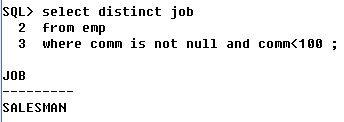 SQL> select distinct job
  2  from emp
  3  where comm is not null and comm<100 ;
JOB
---------
SALESMAN